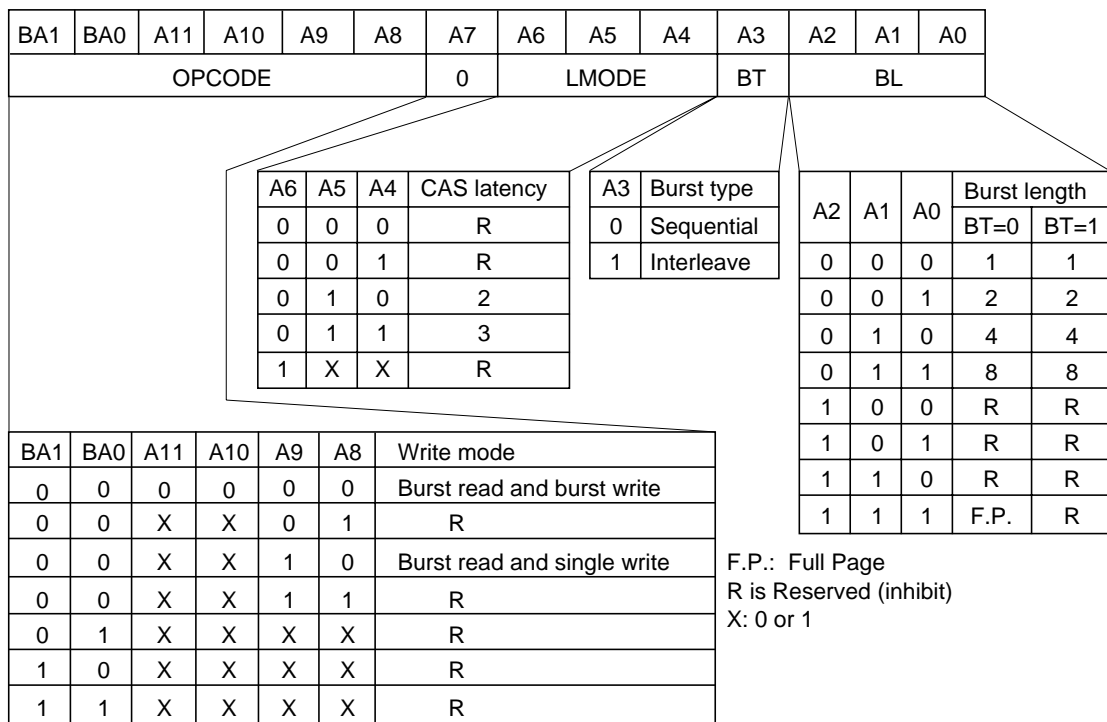 BA1 BA0 A11 A10 A9 A8 A7 A6 A5 A4 A3 A2 A1 A0
OPCODE 0 LMODE BT BL
A6 A5 A4 CAS latency
0 0 0 R
0 0 1 R
0 1 0 2
0 1 1 3
1 X X R
A3 Burst type
0 Sequential
1 Interleave
A2 A1 A0 Burst length
BT=0 BT=1
0 0 0 1 1
0 0 1 2 2
0 1 0 4 4
0 1 1 8 8
1 0 0 R R
1 0 1 R R
1 1 0 R R
1 1 1 F.P. R
BA1 BA0 A11 A10 A9 A8 Write mode
0 0 0 0 0 0 Burst read and burst write
0 0 X X 0 1 R
0 0 X X 1 0 Burst read and single write
0 0 X X 1 1 R
0 1 X X X X R
1 0 X X X X R
1 1 X X X X R
F.P.: Full Page
R is Reserved (inhibit)
X: 0 or 1